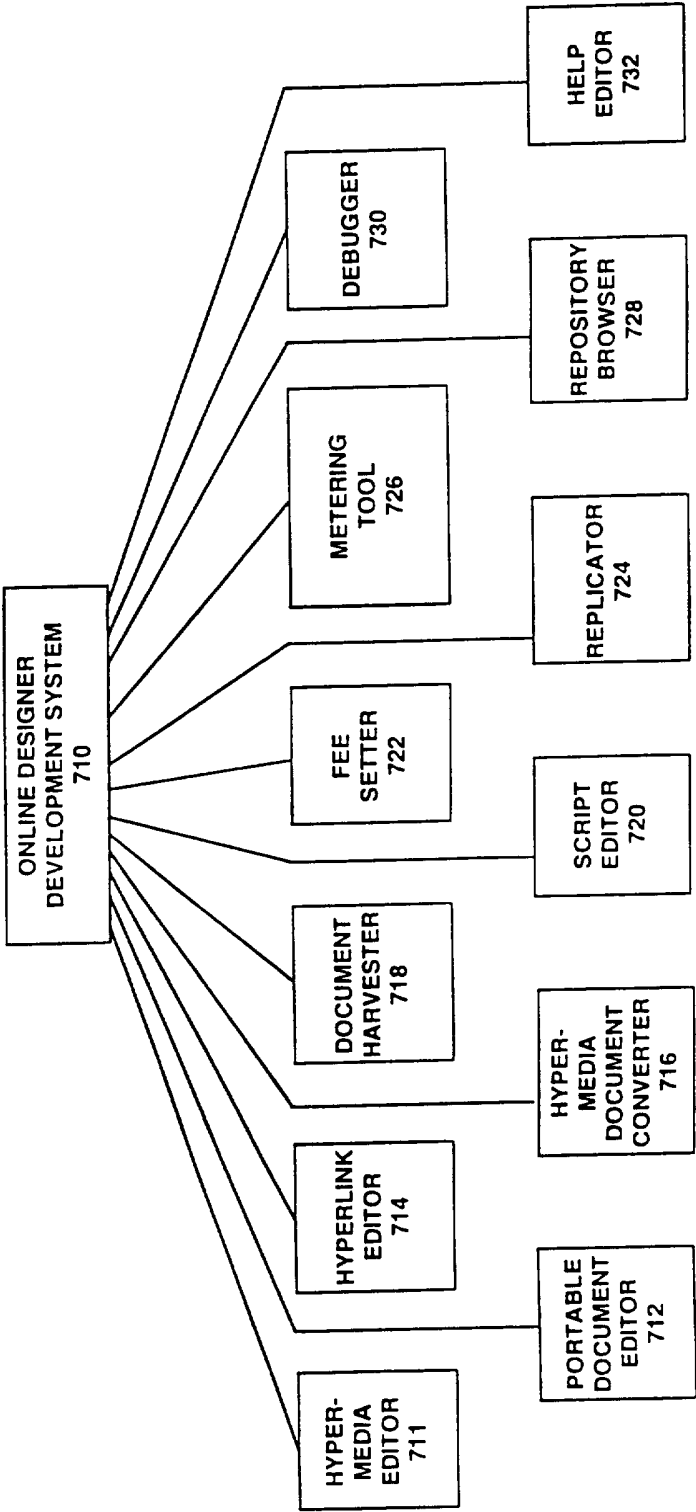 ONLINE DESIGNER
DEVELOPMENT SYSTEM
710
HYPER-
MEDIA
EDITOR
711
PORTABLE
DOCUMENT
EDITOR
712
HYPERLINK
EDITOR
714
HYPER-
MEDIA
DOCUMENT
CONVERTER
716
DOCUMENT
HARVESTER
718
SCRIPT
EDITOR
720
FEE
SETTER
722
REPLICATOR
724
METERING
TOOL
726
REPOSITORY
BROWSER
728
DEBUGGER
730
HELP
EDITOR
732